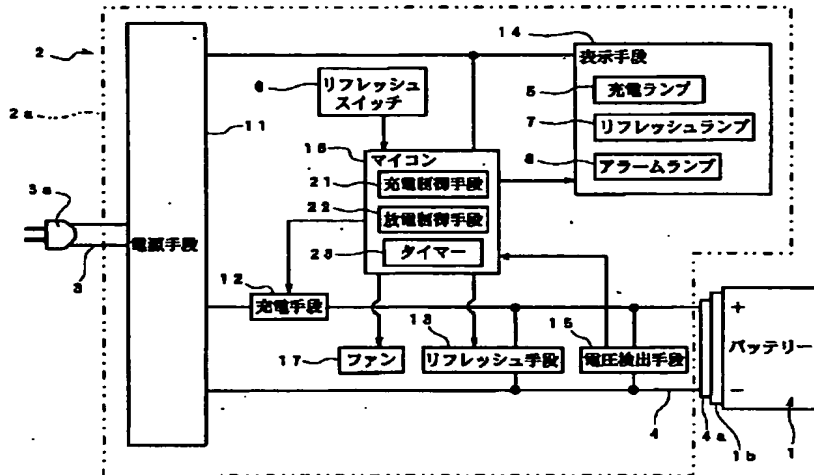 2
2a
3a
3
電源手段
11
6
リフレッシュ
スイッチ
14
表示手段
5
充電ランプ
7
リフレッシュランプ
8
アラームランプ
16
マイコン
21
充電制御手段
22
放電制御手段
23
タイマー
12
充電手段
17
ファン
13
リフレッシュ手段
15
電圧検出手段
+
バッテリー
−
4
4a
1b
1